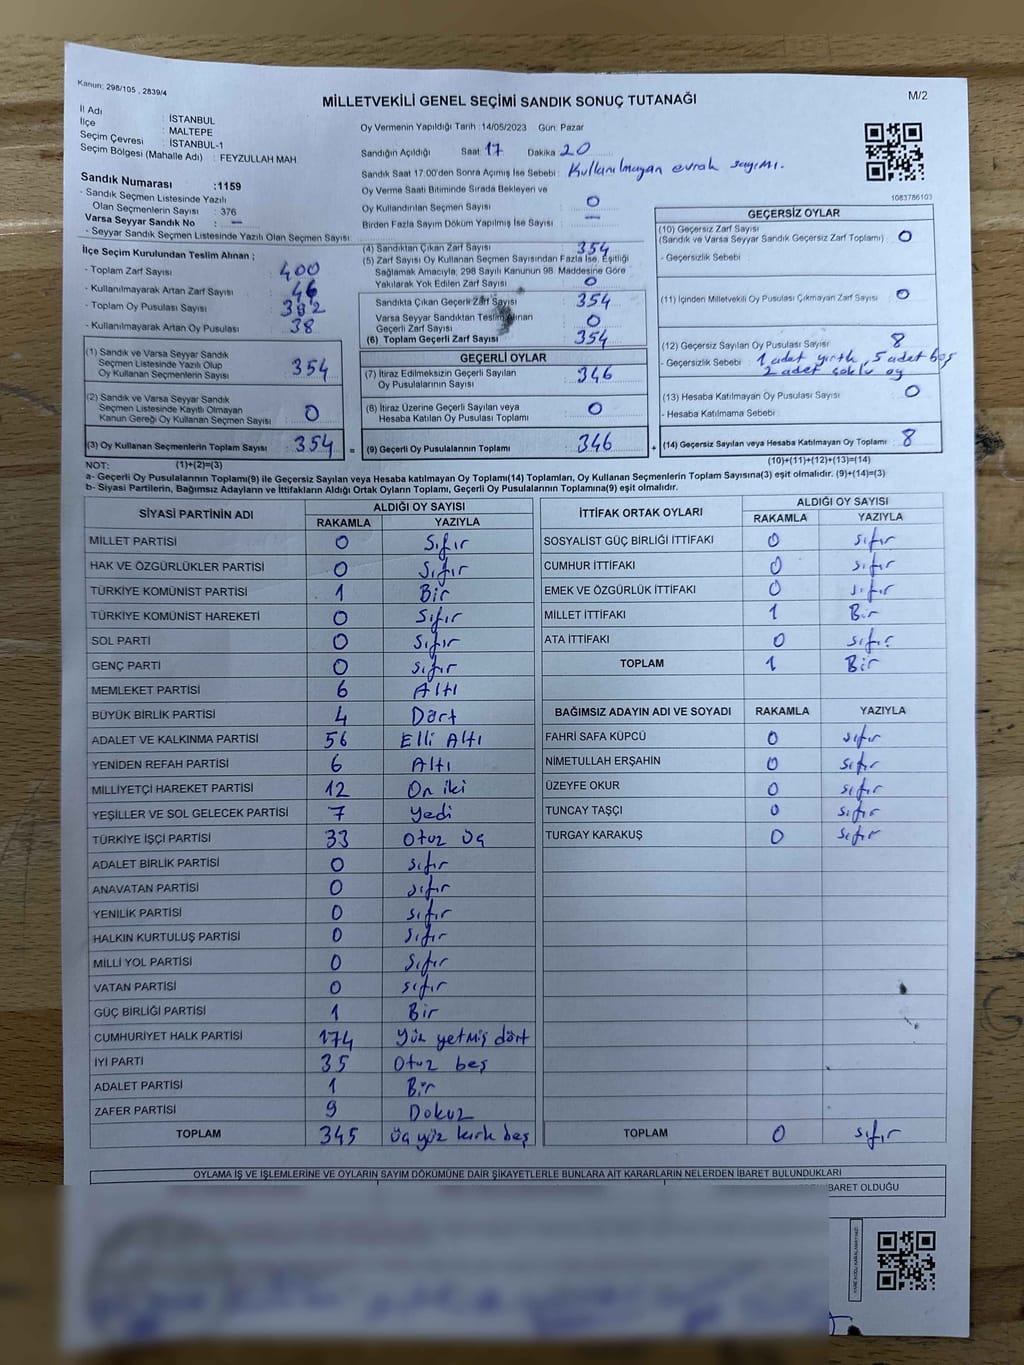 Kanun: 298/105 , 2839/4
MİLLETVEKİLİ GENEL SEÇİMİ SANDIK SONUÇ TUTANAĞI
M/2
İl Adı : İSTANBUL
İlçe : MALTEPE
Seçim Çevresi : İSTANBUL-1
Seçim Bölgesi (Mahalle Adı) : FEYZULLAH MAH
Sandık Numarası :1159
- Sandık Seçmen Listesinde Yazılı
Olan Seçmenlerin Sayısı : 376
Varsa Seyyar Sandık No : –
- Seyyar Sandık Seçmen Listesinde Yazılı Olan Seçmen Sayısı:
Oy Vermenin Yapıldığı Tarih :14/05/2023 Gün: Pazar
Sandığın Açıldığı Saat 17 Dakika 20
Sandık Saat 17:00'den Sonra Açmış İse Sebebi : Kullanılmayan evrak sayımı.
Oy Verme Saati Bitiminde Sırada Bekleyen ve
Oy Kullandırılan Seçmen Sayısı : 0
Birden Fazla Sayım Döküm Yapılmış İse Sayısı : –
1083786103
İlçe Seçim Kurulundan Teslim Alınan ;
- Toplam Zarf Sayısı : 400
- Kullanılmayarak Artan Zarf Sayısı : 46
- Toplam Oy Pusulası Sayısı : 392
- Kullanılmayarak Artan Oy Pusulası : 38
(4) Sandıktan Çıkan Zarf Sayısı : 354
(5) Zarf Sayısı Oy Kullanan Seçmen Sayısından Fazla İse, Eşitliği
Sağlamak Amacıyla, 298 Sayılı Kanunun 98. Maddesine Göre
Yakılarak Yok Edilen Zarf Sayısı : 0
Sandıkta Çıkan Geçerli Zarf Sayısı : 354
Varsa Seyyar Sandıktan Teslim Alınan
Geçerli Zarf Sayısı : 0
(6) Toplam Geçerli Zarf Sayısı : 354
GEÇERSİZ OYLAR
(10) Geçersiz Zarf Sayısı
(Sandık ve Varsa Seyyar Sandık Geçersiz Zarf Toplamı) : 0
- Geçersizlik Sebebi :
(11) İçinden Milletvekili Oy Pusulası Çıkmayan Zarf Sayısı : 0
(12) Geçersiz Sayılan Oy Pusulası Sayısı : 8
- Geçersizlik Sebebi : 1 adet yırtık, 5 adet boş
2 adet çoklu oy
(13) Hesaba Katılmayan Oy Pusulası Sayısı : 0
- Hesaba Katılmama Sebebi :
(14) Geçersiz Sayılan veya Hesaba Katılmayan Oy Toplamı : 8
(10)+(11)+(12)+(13)=(14)
(1) Sandık ve Varsa Seyyar Sandık
Seçmen Listesinde Yazılı Olup
Oy Kullanan Seçmenlerin Sayısı : 354
(2) Sandık ve Varsa Seyyar Sandık
Seçmen Listesinde Kayıtlı Olmayan
Kanun Gereği Oy Kullanan Seçmen Sayısı : 0
(3) Oy Kullanan Seçmenlerin Toplam Sayısı : 354
=
GEÇERLİ OYLAR
(7) İtiraz Edilmeksizin Geçerli Sayılan
Oy Pusulalarının Sayısı : 346
(8) İtiraz Üzerine Geçerli Sayılan veya
Hesaba Katılan Oy Pusulası Toplamı : 0
(9) Geçerli Oy Pusulalarının Toplamı : 346
+
NOT: (1)+(2)=(3)
a- Geçerli Oy Pusulalarının Toplamı(9) ile Geçersiz Sayılan veya Hesaba katılmayan Oy Toplamı(14) Toplamları, Oy Kullanan Seçmenlerin Toplam Sayısına(3) eşit olmalıdır. (9)+(14)=(3)
b- Siyasi Partilerin, Bağımsız Adayların ve İttifakların Aldığı Ortak Oyların Toplamı, Geçerli Oy Pusulalarının Toplamına(9) eşit olmalıdır.
SİYASİ PARTİNİN ADI ALDIĞI OY SAYISI
RAKAMLA YAZIYLA
MİLLET PARTİSİ 0 Sıfır
HAK VE ÖZGÜRLÜKLER PARTİSİ 0 Sıfır
TÜRKİYE KOMÜNİST PARTİSİ 1 Bir
TÜRKİYE KOMÜNİST HAREKETİ 0 Sıfır
SOL PARTİ 0 Sıfır
GENÇ PARTİ 0 Sıfır
MEMLEKET PARTİSİ 6 Altı
BÜYÜK BİRLİK PARTİSİ 4 Dört
ADALET VE KALKINMA PARTİSİ 56 Elli Altı
YENİDEN REFAH PARTİSİ 6 Altı
MİLLİYETÇİ HAREKET PARTİSİ 12 On iki
YEŞİLLER VE SOL GELECEK PARTİSİ 7 Yedi
TÜRKİYE İŞÇİ PARTİSİ 33 Otuz üç
ADALET BİRLİK PARTİSİ 0 sıfır
ANAVATAN PARTİSİ 0 sıfır
YENİLİK PARTİSİ 0 sıfır
HALKIN KURTULUŞ PARTİSİ 0 sıfır
MİLLİ YOL PARTİSİ 0 Sıfır
VATAN PARTİSİ 0 sıfır
GÜÇ BİRLİĞİ PARTİSİ 1 Bir
CUMHURİYET HALK PARTİSİ 174 Yüz yetmiş dört
İYİ PARTİ 35 Otuz beş
ADALET PARTİSİ 1 Bir
ZAFER PARTİSİ 9 Dokuz
TOPLAM 345 üç yüz kırk beş
İTTİFAK ORTAK OYLARI ALDIĞI OY SAYISI
RAKAMLA YAZIYLA
SOSYALİST GÜÇ BİRLİĞİ İTTİFAKI 0 sıfır
CUMHUR İTTİFAKI 0 sıfır
EMEK VE ÖZGÜRLÜK İTTİFAKI 0 sıfır
MİLLET İTTİFAKI 1 Bir
ATA İTTİFAKI 0 sıfır
TOPLAM 1 Bir
BAĞIMSIZ ADAYIN ADI VE SOYADI RAKAMLA YAZIYLA
FAHRİ SAFA KÜPCÜ 0 sıfır
NİMETULLAH ERŞAHİN 0 sıfır
ÜZEYFE OKUR 0 sıfır
TUNCAY TAŞÇI 0 sıfır
TURGAY KARAKUŞ 0 sıfır
TOPLAM 0 sıfır
OYLAMA İŞ VE İŞLEMLERİNE VE OYLARIN SAYIM DÖKÜMÜNE DAİR ŞİKAYETLERLE BUNLARA AİT KARARLARIN NELERDEN İBARET BULUNDUKLARI
İBARET OLDUĞU